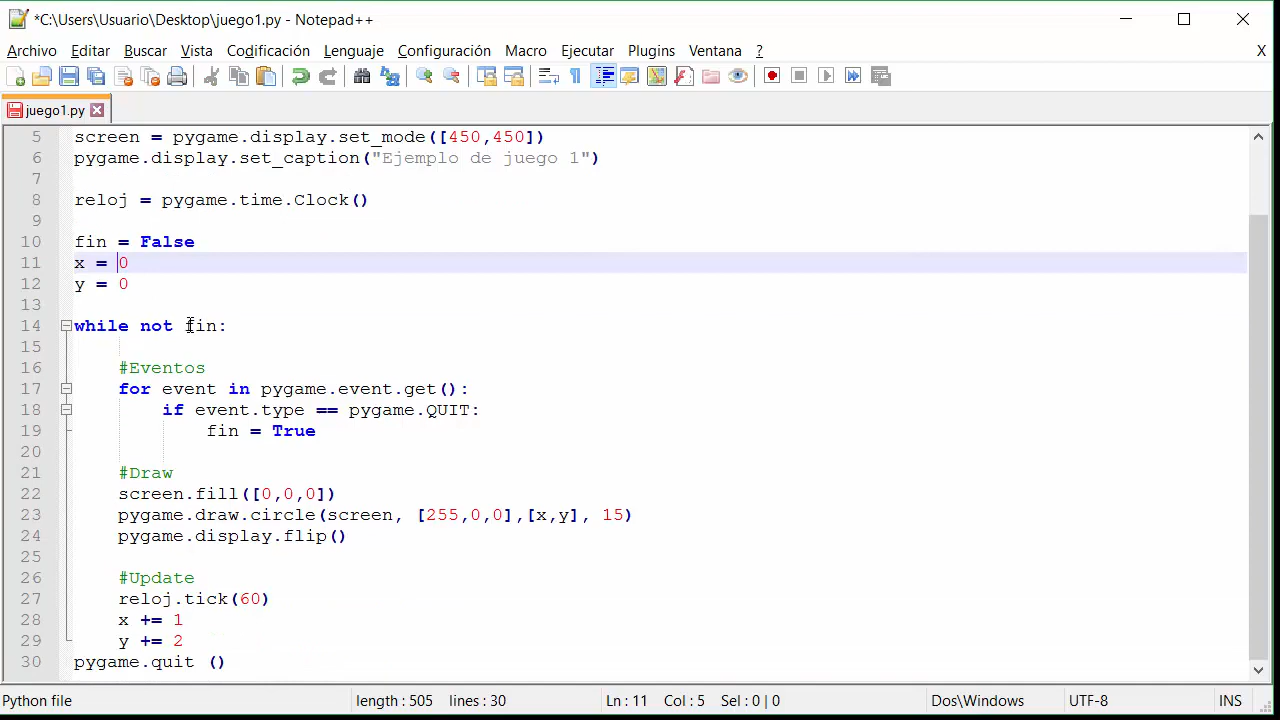 *C:\Users\Usuario\Desktop\juego1.py - Notepad++
Archivo Editar Buscar Vista Codificación Lenguaje Configuración Macro Ejecutar Plugins Ventana ? X
juego1.py
5 screen = pygame.display.set_mode([450,450])
6 pygame.display.set_caption("Ejemplo de juego 1")
7
8 reloj = pygame.time.Clock()
9
10 fin = False
11 x = 0
12 y = 0
13
14 while not fin:
15
16 #Eventos
17 for event in pygame.event.get():
18 if event.type == pygame.QUIT:
19 fin = True
20
21 #Draw
22 screen.fill([0,0,0])
23 pygame.draw.circle(screen, [255,0,0],[x,y], 15)
24 pygame.display.flip()
25
26 #Update
27 reloj.tick(60)
28 x += 1
29 y += 2
30 pygame.quit ()
Python file length : 505 lines : 30 Ln : 11 Col : 5 Sel : 0 | 0 Dos\Windows UTF-8 INS